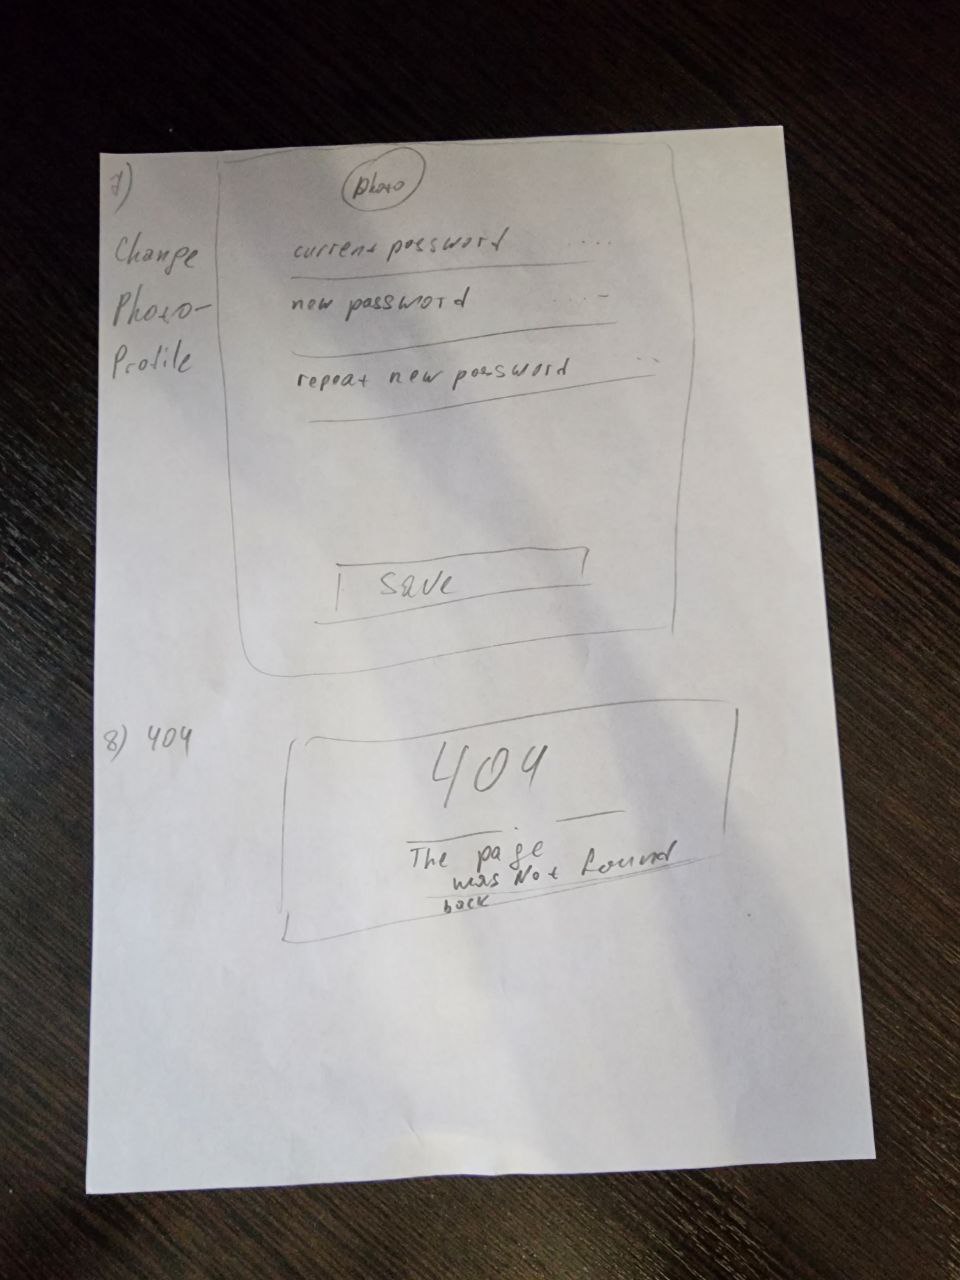 7)
Change
Photo-
Profile
photo
current password ....
new password ...-
repeat new password ..
save
8) 404
404
The page
was Not found
back